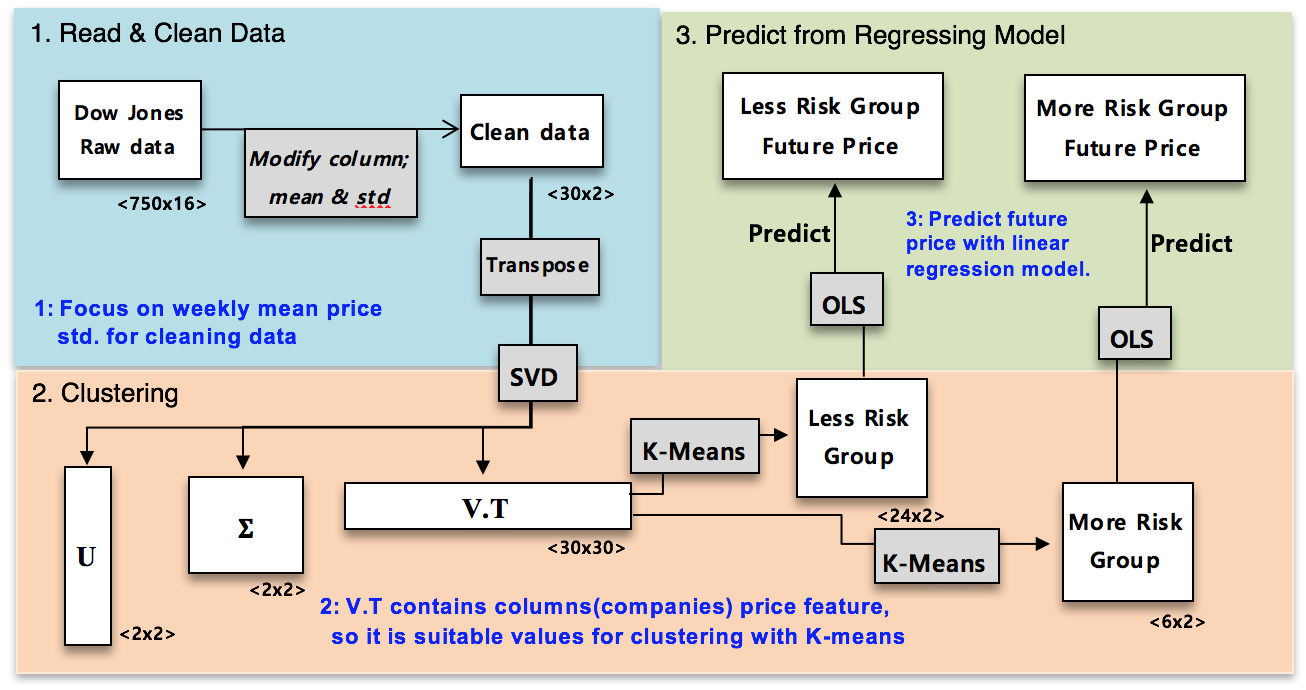 1. Read & Clean Data
Dow Jones
Raw data
<750x16>
Modify column;
mean & std
Clean data
<30x2>
Transpose
1: Focus on weekly mean price
std. for cleaning data
SVD
3. Predict from Regressing Model
Less Risk Group
Future Price
More Risk Group
Future Price
Predict
3: Predict future
price with linear
regression model.
Predict
OLS
OLS
2. Clustering
U
<2x2>
Σ
<2x2>
V.T
<30x30>
K-Means
Less Risk
Group
<24x2>
K-Means
More Risk
Group
<6x2>
2: V.T contains columns(companies) price feature,
so it is suitable values for clustering with K-means